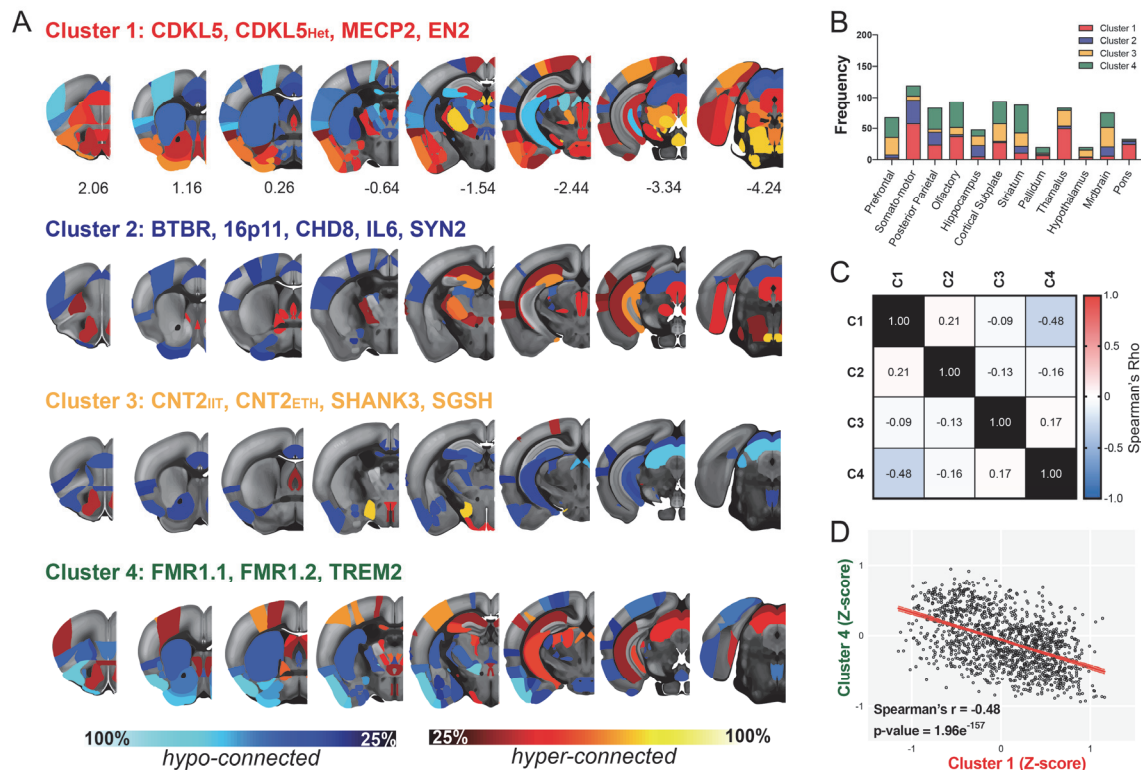 A
Cluster 1: CDKL5, CDKL5Het, MECP2, EN2
2.06 1.16 0.26 -0.64 -1.54 -2.44 -3.34 -4.24
Cluster 2: BTBR, 16p11, CHD8, IL6, SYN2
Cluster 3: CNT2IIT, CNT2ETH, SHANK3, SGSH
Cluster 4: FMR1.1, FMR1.2, TREM2
100% 25% 25% 100%
hypo-connected hyper-connected
B
Cluster 1
Cluster 2
Cluster 3
Cluster 4
Frequency
200
150
100
50
0
Prefrontal
Somato-motor
Posterior Parietal
Olfactory
Hippocampus
Cortical Subplate
Striatum
Pallidum
Thalamus
Hypothalamus
Midbrain
Pons
C
C1 C2 C3 C4
C1 1.00 0.21 -0.09 -0.48
C2 0.21 1.00 -0.13 -0.16
C3 -0.09 -0.13 1.00 0.17
C4 -0.48 -0.16 0.17 1.00
1.0
0.5
0
-0.5
-1.0
Spearman's Rho
D
Cluster 4 (Z-score)
1
0
-1
Spearman's r = -0.48
p-value = 1.96e-157
-1 0 1
Cluster 1 (Z-score)